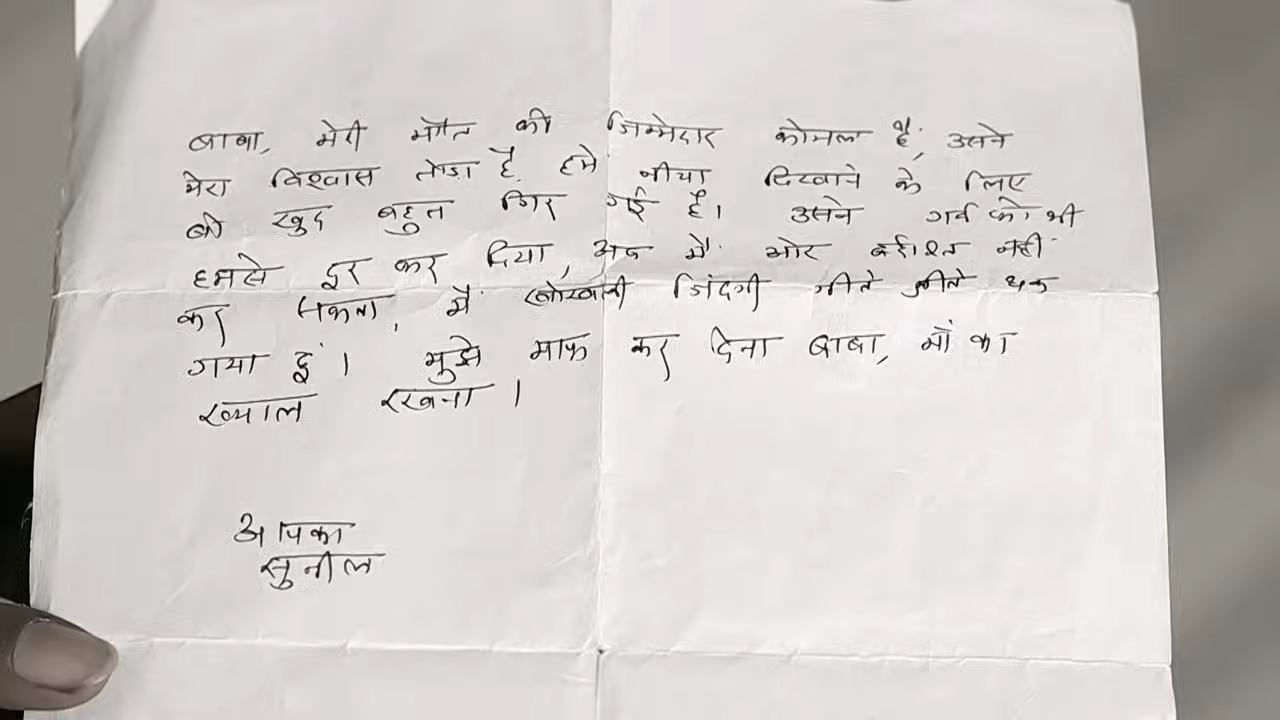 बाबा, मेरी मौत की जिम्मेदार कोमल है, उसने
मेरा विश्वास तोड़ा है. हमे नीचा दिखाने के लिए
वो खुद बहुत गिर गई है। उसने गर्व को भी
हमसे दूर कर दिया, अब मैं और बर्दाश्त नहीं
कर सकता, मैं खोखली जिंदगी जीते जीते थक
गया हूं। मुझे माफ कर देना बाबा, माँ का
ख्याल रखना।
आपका
सुनील